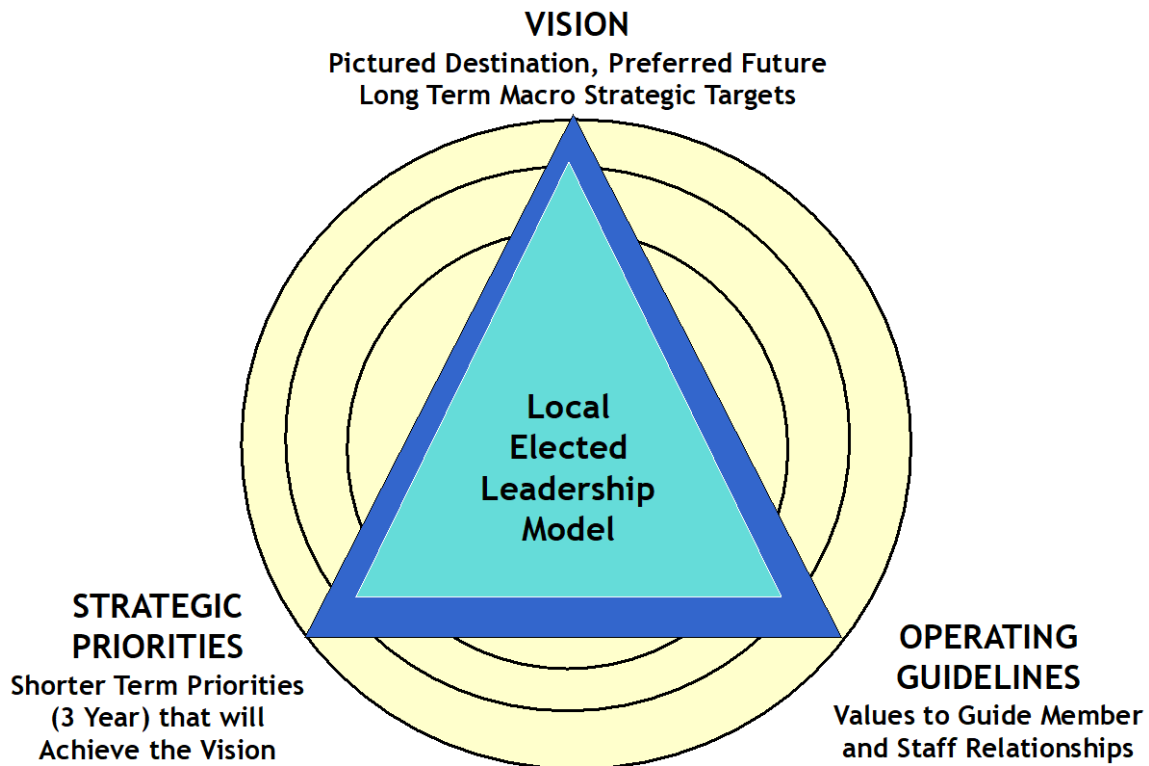 VISION
Pictured Destination, Preferred Future
Long Term Macro Strategic Targets
Local
Elected
Leadership
Model
STRATEGIC
PRIORITIES
Shorter Term Priorities
(3 Year) that will
Achieve the Vision
OPERATING
GUIDELINES
Values to Guide Member
and Staff Relationships